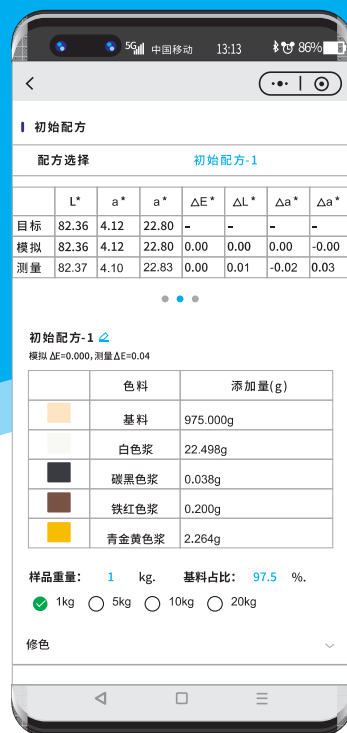 5G 中国移动 13:13 86%
初始配方
配方选择 初始配方-1
L* a* a* △E* △L* △a* △a*
目标 82.36 4.12 22.80 - - - -
模拟 82.36 4.12 22.80 0.00 0.00 0.00 -0.00
测量 82.37 4.10 22.83 0.00 0.01 -0.02 0.03
初始配方-1
模拟 △E=0.000, 测量△E=0.04
色料 添加量(g)
基料 975.000g
白色浆 22.498g
碳黑色浆 0.038g
铁红色浆 0.200g
青金黄色浆 2.264g
样品重量: 1 kg. 基料占比: 97.5 %.
1kg 5kg 10kg 20kg
修色